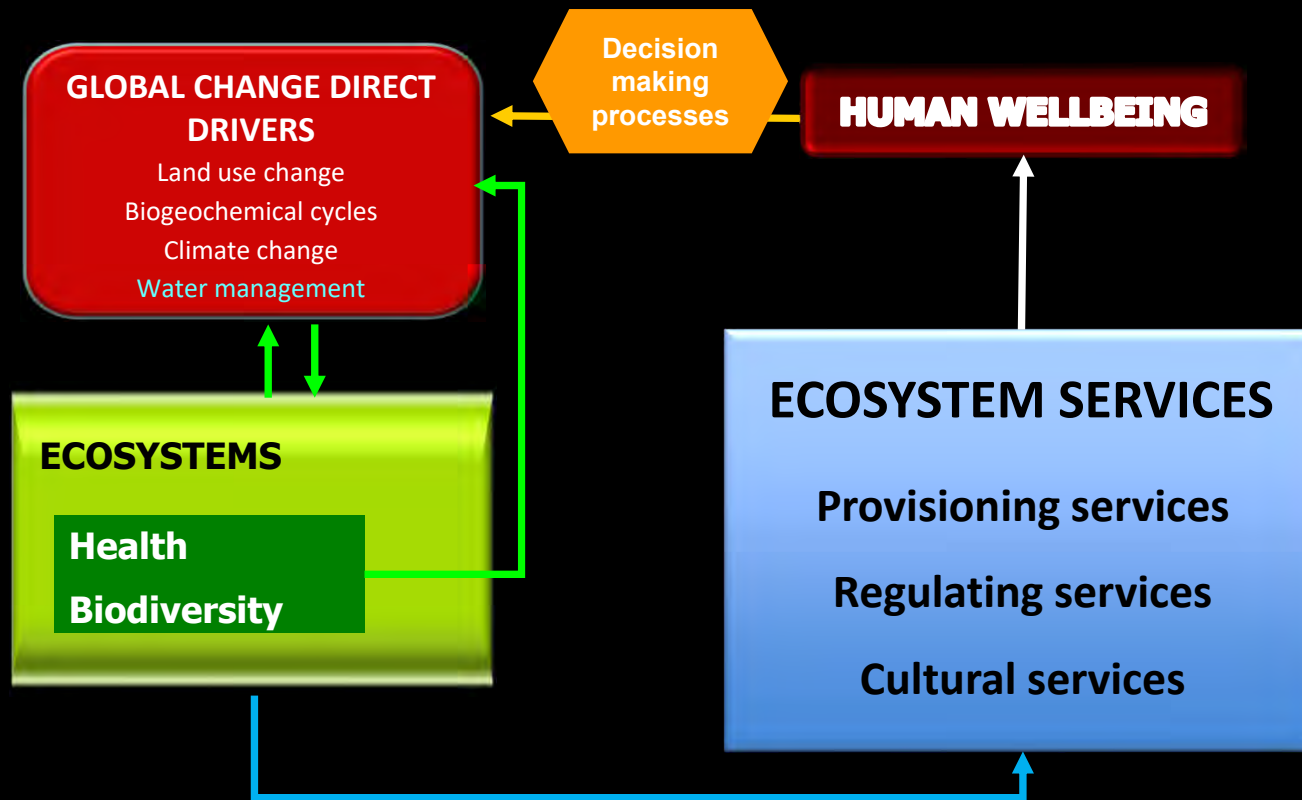 GLOBAL CHANGE DIRECT
DRIVERS
Land use change
Biogeochemical cycles
Climate change
Water management
Decision
making
processes
HUMAN WELLBEING
ECOSYSTEMS
Health
Biodiversity
ECOSYSTEM SERVICES
Provisioning services
Regulating services
Cultural services